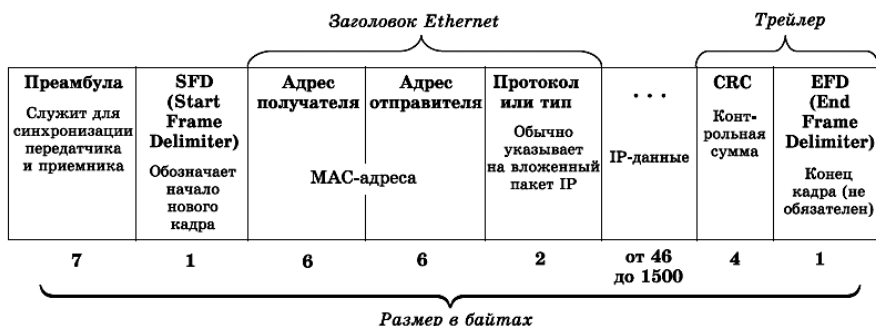 Заголовок Ethernet
Трейлер
Преамбула
Служит для
синхронизации
передатчика
и приемника
SFD
(Start
Frame
Delimiter)
Обозначает
начало
нового
кадра
Адрес
получателя
Адрес
отправителя
MAC-адреса
Протокол
или тип
Обычно
указывает
на вложенный
пакет IP
. . .
IP-данные
CRC
Конт-
рольная
сумма
EFD
(End
Frame
Delimiter)
Конец
кадра (не
обязателен)
7
1
6
6
2
от 46
до 1500
4
1
Размер в байтах